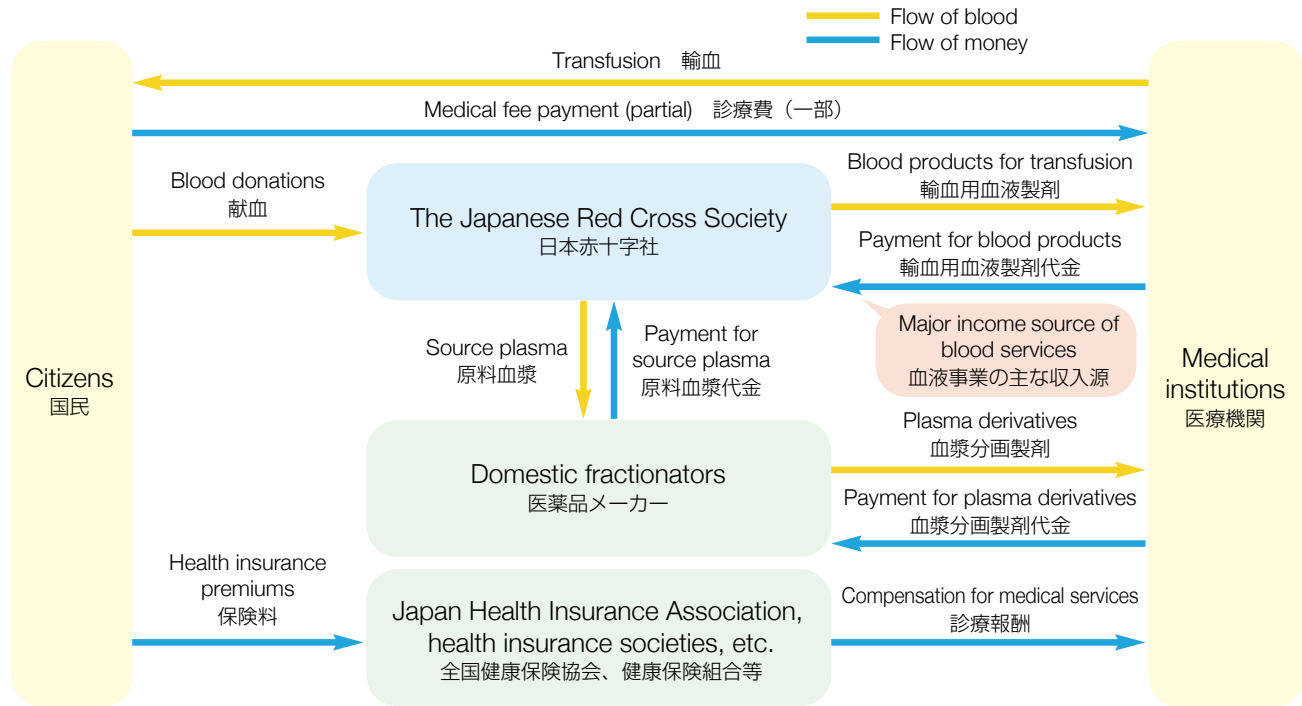 Flow of blood
Flow of money
Transfusion 輸血
Medical fee payment (partial) 診療費（一部）
Blood donations
献血
The Japanese Red Cross Society
日本赤十字社
Blood products for transfusion
輸血用血液製剤
Payment for blood products
輸血用血液製剤代金
Major income source of
blood services
血液事業の主な収入源
Source plasma
原料血漿
Payment for
source plasma
原料血漿代金
Citizens
国民
Medical
institutions
医療機関
Domestic fractionators
医薬品メーカー
Plasma derivatives
血漿分画製剤
Payment for plasma derivatives
血漿分画製剤代金
Health insurance
premiums
保険料
Japan Health Insurance Association,
health insurance societies, etc.
全国健康保険協会、健康保険組合等
Compensation for medical services
診療報酬